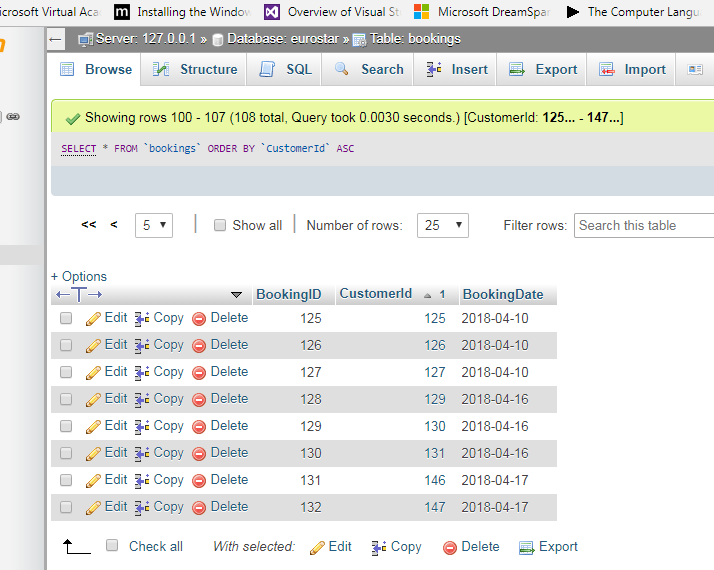 icrosoft Virtual Aca m Installing the Window Overview of Visual St Microsoft DreamSpar The Computer Langu
Server: 127.0.0.1 » Database: eurostar » Table: bookings
Browse Structure SQL Search Insert Export Import
Showing rows 100 - 107 (108 total, Query took 0.0030 seconds.) [CustomerId: 125... - 147...]
SELECT * FROM `bookings` ORDER BY `CustomerId` ASC
<< < 5 Show all Number of rows: 25 Filter rows: Search this table
+ Options
BookingID CustomerId 1 BookingDate
Edit Copy Delete 125 125 2018-04-10
Edit Copy Delete 126 126 2018-04-10
Edit Copy Delete 127 127 2018-04-10
Edit Copy Delete 128 129 2018-04-16
Edit Copy Delete 129 130 2018-04-16
Edit Copy Delete 130 131 2018-04-16
Edit Copy Delete 131 146 2018-04-17
Edit Copy Delete 132 147 2018-04-17
Check all With selected: Edit Copy Delete Export